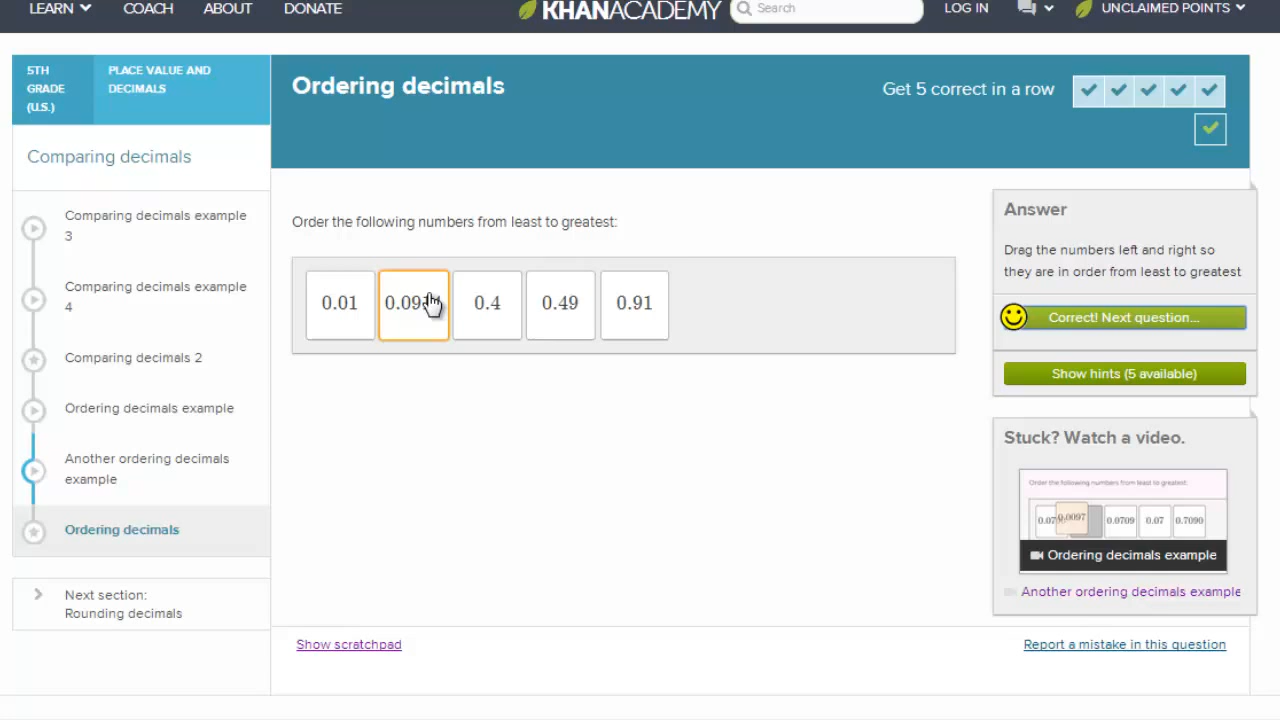 LEARN COACH ABOUT DONATE KHANACADEMY Search LOG IN UNCLAIMED POINTS
5TH GRADE (U.S.)
PLACE VALUE AND DECIMALS
Ordering decimals
Get 5 correct in a row
Comparing decimals
Comparing decimals example
3
Comparing decimals example
4
Comparing decimals 2
Ordering decimals example
Another ordering decimals
example
Ordering decimals
Next section:
Rounding decimals
Order the following numbers from least to greatest:
0.01 0.4 0.49 0.91
Answer
Drag the numbers left and right so
they are in order from least to greatest
Correct! Next question...
Show hints (5 available)
Stuck? Watch a video.
Order the following numbers from least to greatest:
0.0097 0.0709 0.07 0.7090
Ordering decimals example
Another ordering decimals example
Show scratchpad
Report a mistake in this question